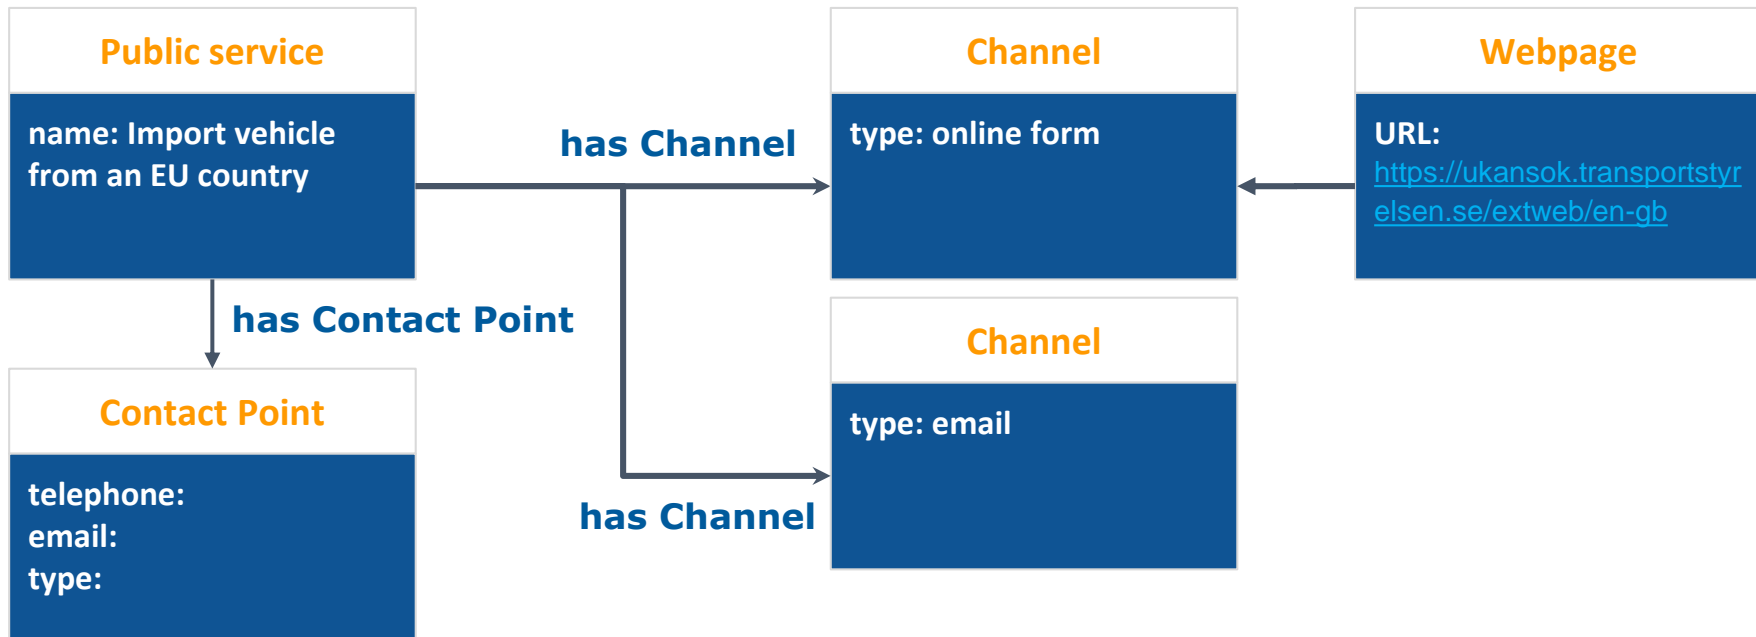 Public service
name: Import vehicle
from an EU country
has Channel
Channel
type: online form
Webpage
URL:
https://ukansok.transportstyr
elsen.se/extweb/en-gb
has Contact Point
Contact Point
telephone:
email:
type:
Channel
type: email
has Channel